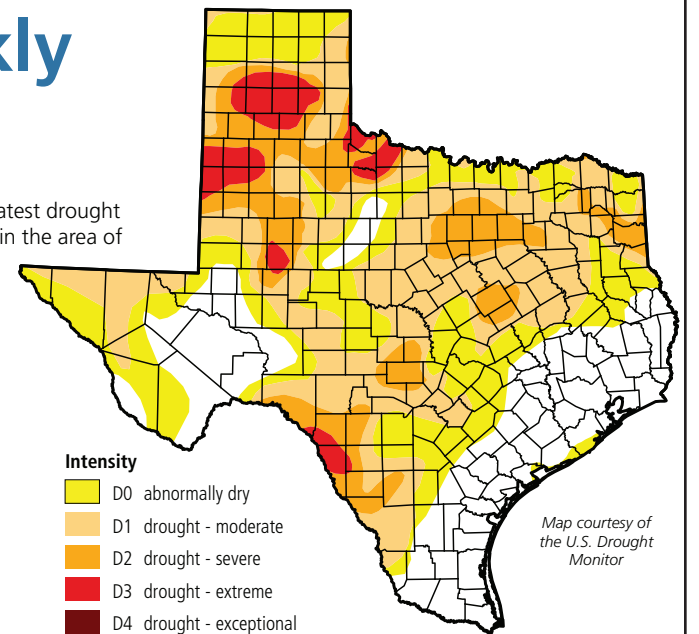 kly
atest drought
in the area of
Intensity
D0 abnormally dry
D1 drought - moderate
D2 drought - severe
D3 drought - extreme
D4 drought - exceptional
Map courtesy of
the U.S. Drought
Monitor